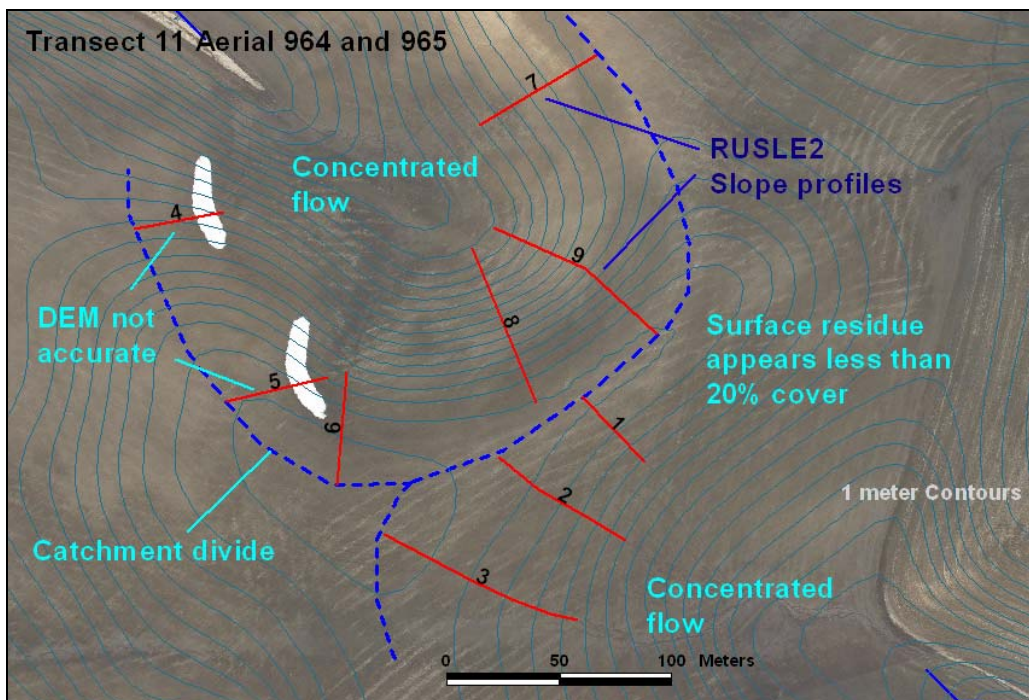 Transect 11 Aerial 964 and 965
7
RUSLE2
Slope profiles
Concentrated
flow
4
9
DEM not
accurate
8
Surface residue
appears less than
20% cover
5
6
1
2
1 meter Contours
Catchment divide
3
Concentrated
flow
0 50 100 Meters